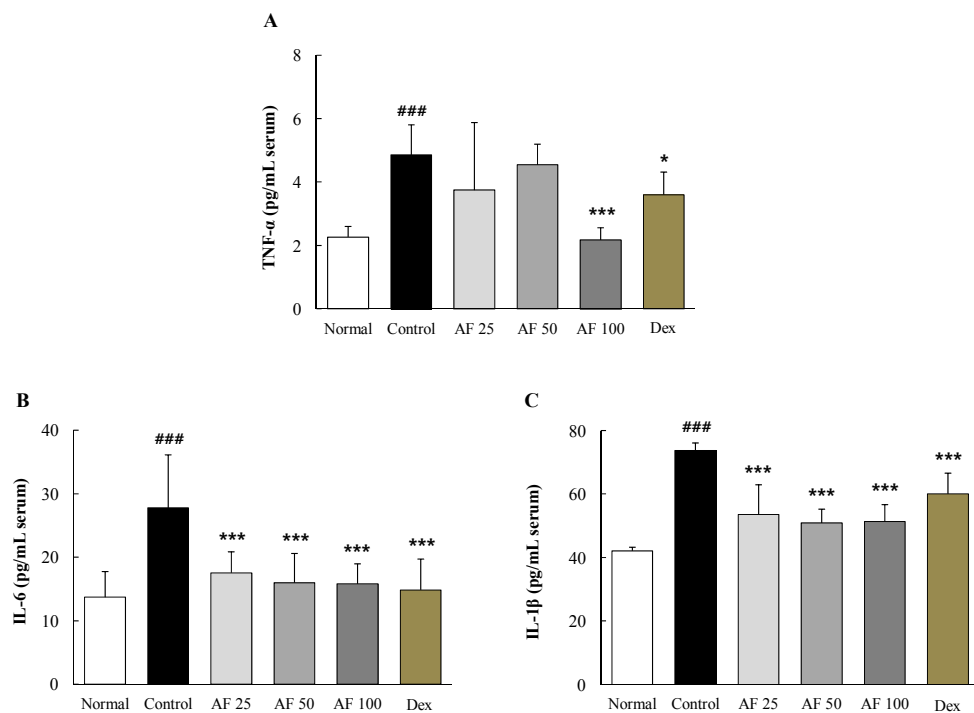 A
TNF-α (pg/mL serum)
8
6
4
2
0
###
***
*
Normal Control AF 25 AF 50 AF 100 Dex
B
IL-6 (pg/mL serum)
40
30
20
10
0
###
*** *** *** ***
Normal Control AF 25 AF 50 AF 100 Dex
C
IL-1β (pg/mL serum)
80
60
40
20
0
###
*** *** *** ***
Normal Control AF 25 AF 50 AF 100 Dex